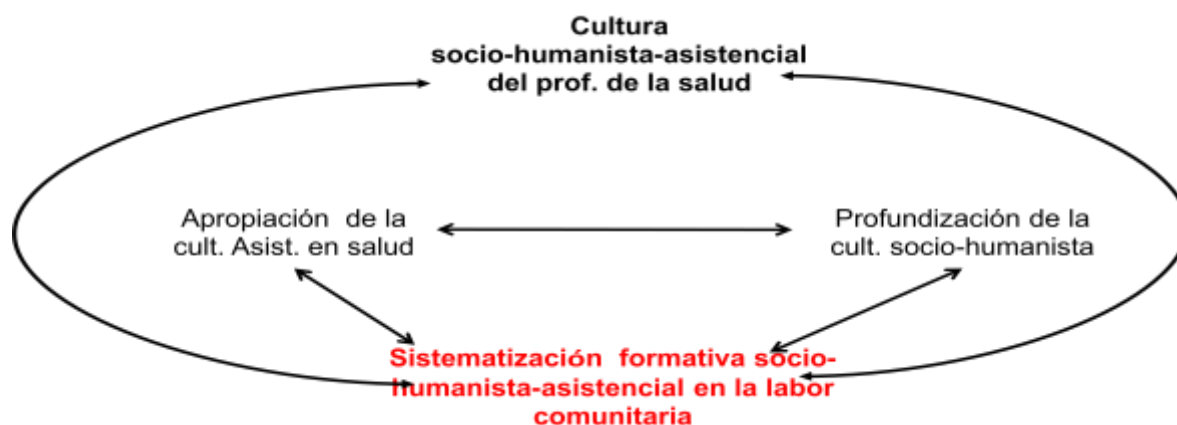 Cultura
socio-humanista-asistencial
del prof. de la salud
Apropiación de la
cult. Asist. en salud
Profundización de la
cult. socio-humanista
Sistematización formativa socio-
humanista-asistencial en la labor
comunitaria